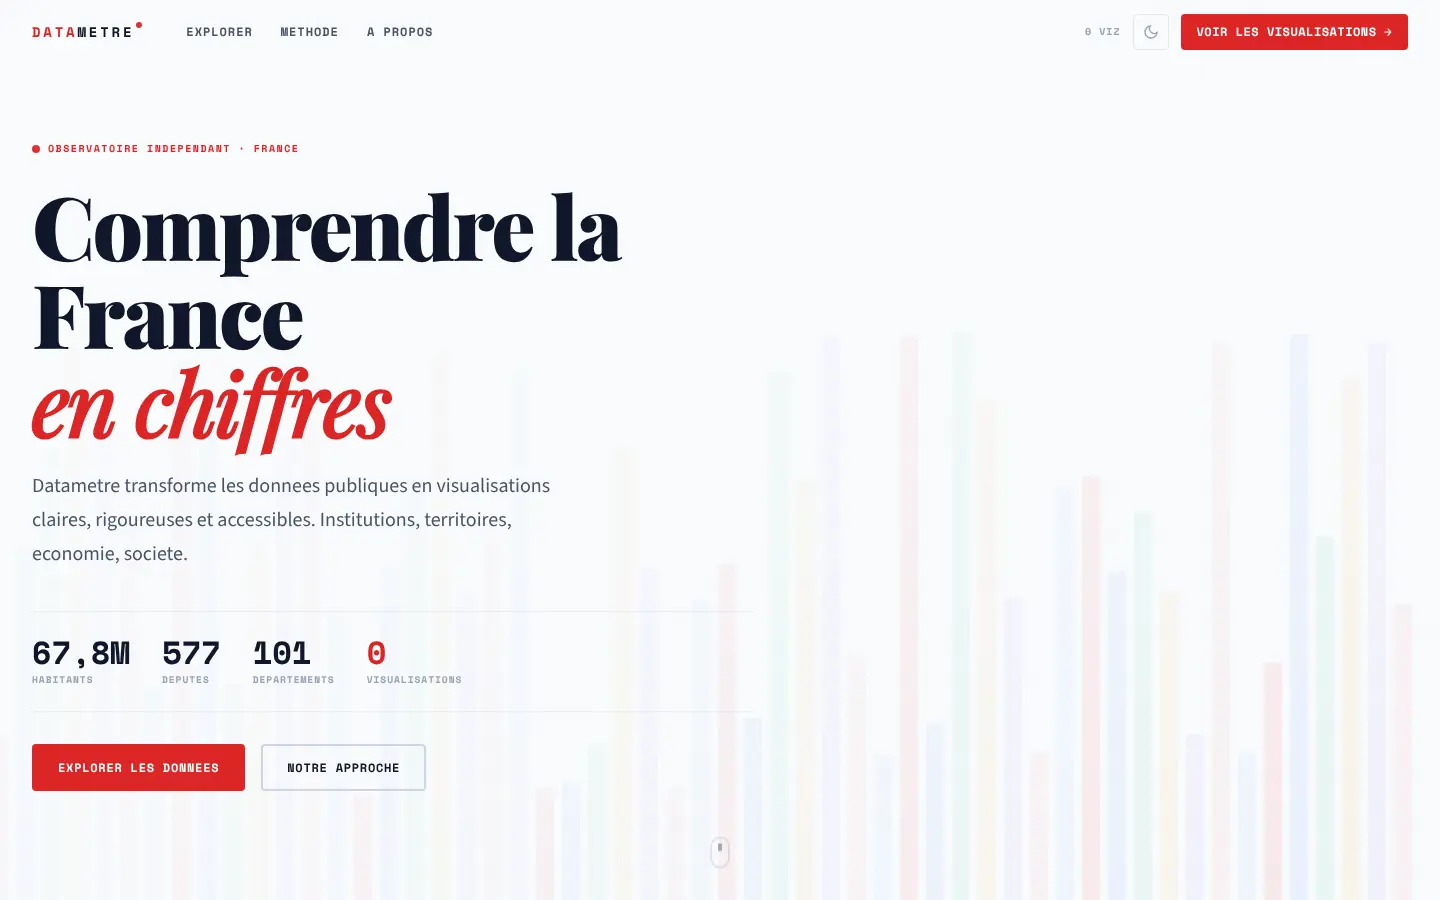 DATAMETRE
EXPLORER METHODE A PROPOS
0 VIZ
VOIR LES VISUALISATIONS →
OBSERVATOIRE INDEPENDANT · FRANCE
Comprendre la
France
en chiffres
Datametre transforme les donnees publiques en visualisations
claires, rigoureuses et accessibles. Institutions, territoires,
economie, societe.
67,8M 577 101 0
HABITANTS DEPUTES DEPARTEMENTS VISUALISATIONS
EXPLORER LES DONNEES NOTRE APPROCHE